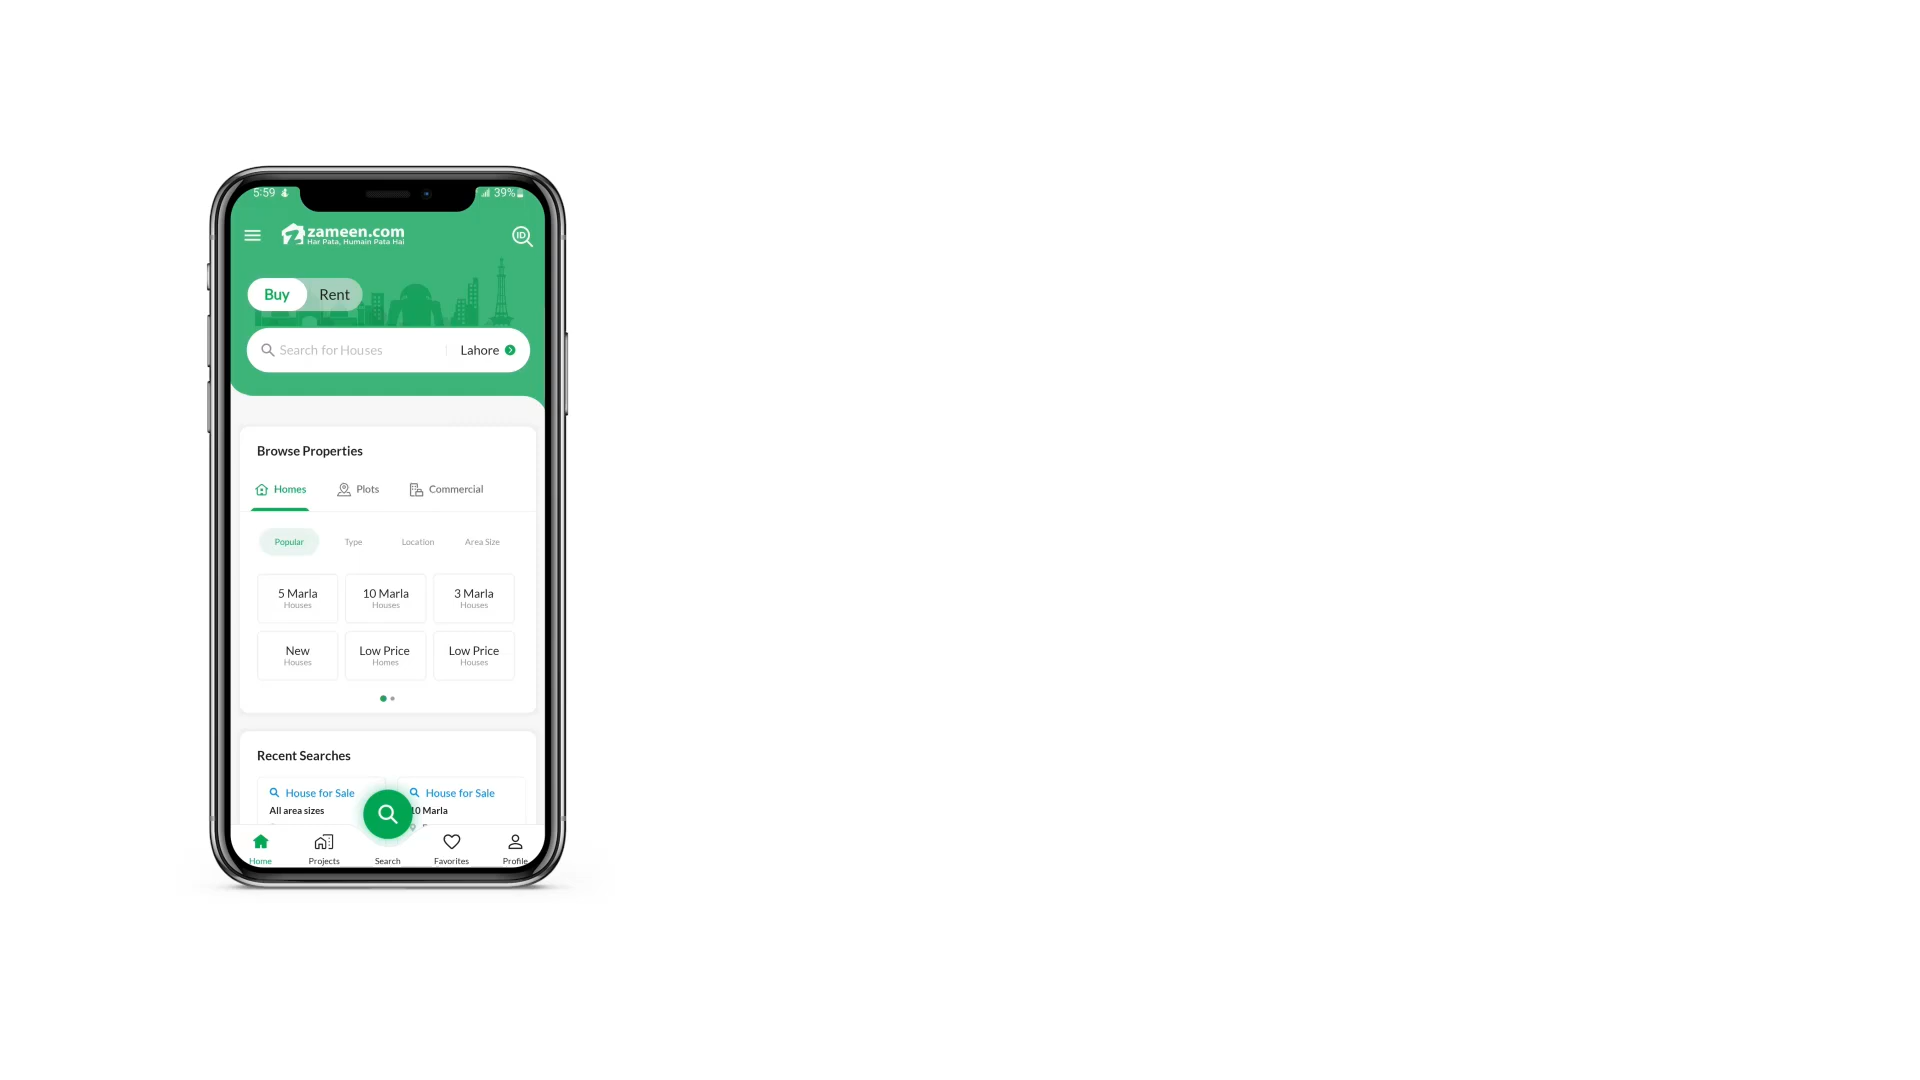 5:59
39%
zameen.com
Har Pata, Humain Pata Hai
ID
Buy
Rent
Search for Houses
Lahore
Browse Properties
Homes
Plots
Commercial
Popular
Type
Location
Area Size
5 Marla
Houses
10 Marla
Houses
3 Marla
Houses
New
Houses
Low Price
Homes
Low Price
Houses
Recent Searches
House for Sale
All area sizes
House for Sale
10 Marla
Home
Projects
Search
Favorites
Profile